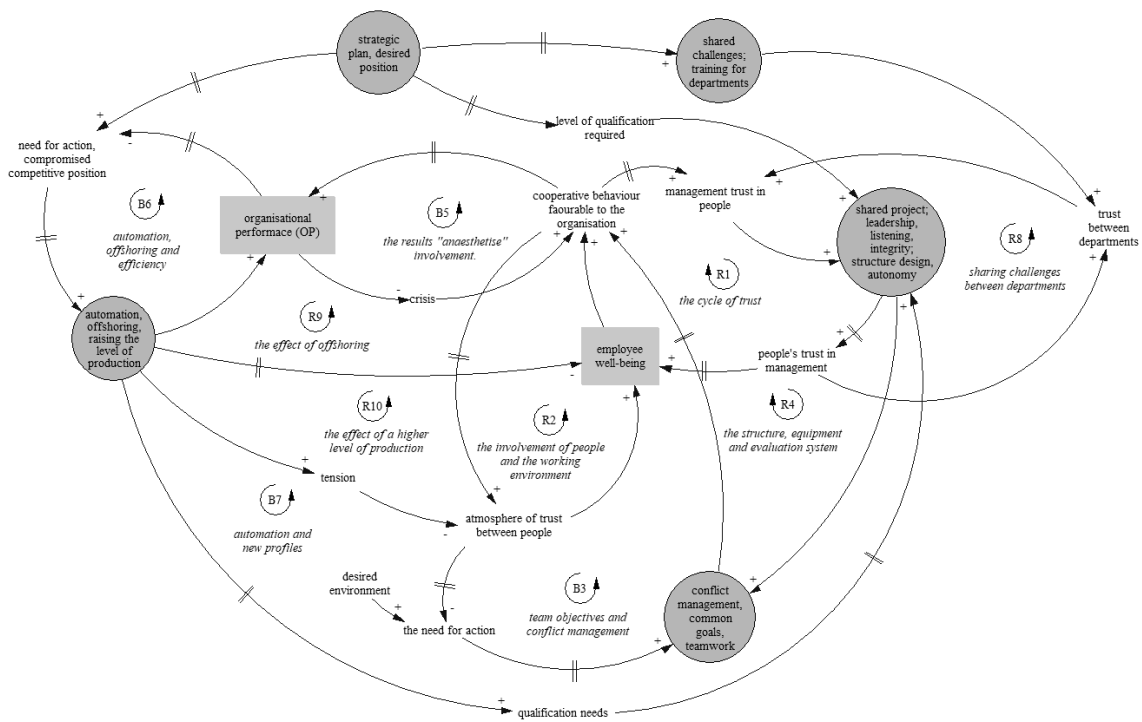 strategic
plan, desired
position
shared
challenges;
training for
departments
+
+
level of qualification
required
+
-
need for action,
compromised
competitive position
B6
automation,
offshoring and
efficiency
organisational
performace (OP)
+
B5
the results "anaesthetise"
involvement.
cooperative behaviour
faourable to the
organisation
+
+
+
+
management trust in
people
+
+
+
shared project;
leadership,
listening,
integrity;
structure design,
autonomy
+
trust
between
departments
+
R8
sharing challenges
between departments
R1
the cycle of trust
+
+
- crisis
R9
the effect of offshoring
+
automation,
offshoring,
raising the
level of
production
employee
well-being
-
+
+
people's trust in
management
+
+
R10
the effect of a higher
level of production
R2
the involvement of people
and the working
environment
R4
the structure, equipment
and evaluation system
+
tension
B7
automation and
new profiles
+
-
atmosphere of trust
between people
desired
environment
+
-
the need for action
B3
team objectives and
conflict management
+
+
conflict
management,
common
goals,
teamwork
+
qualification needs